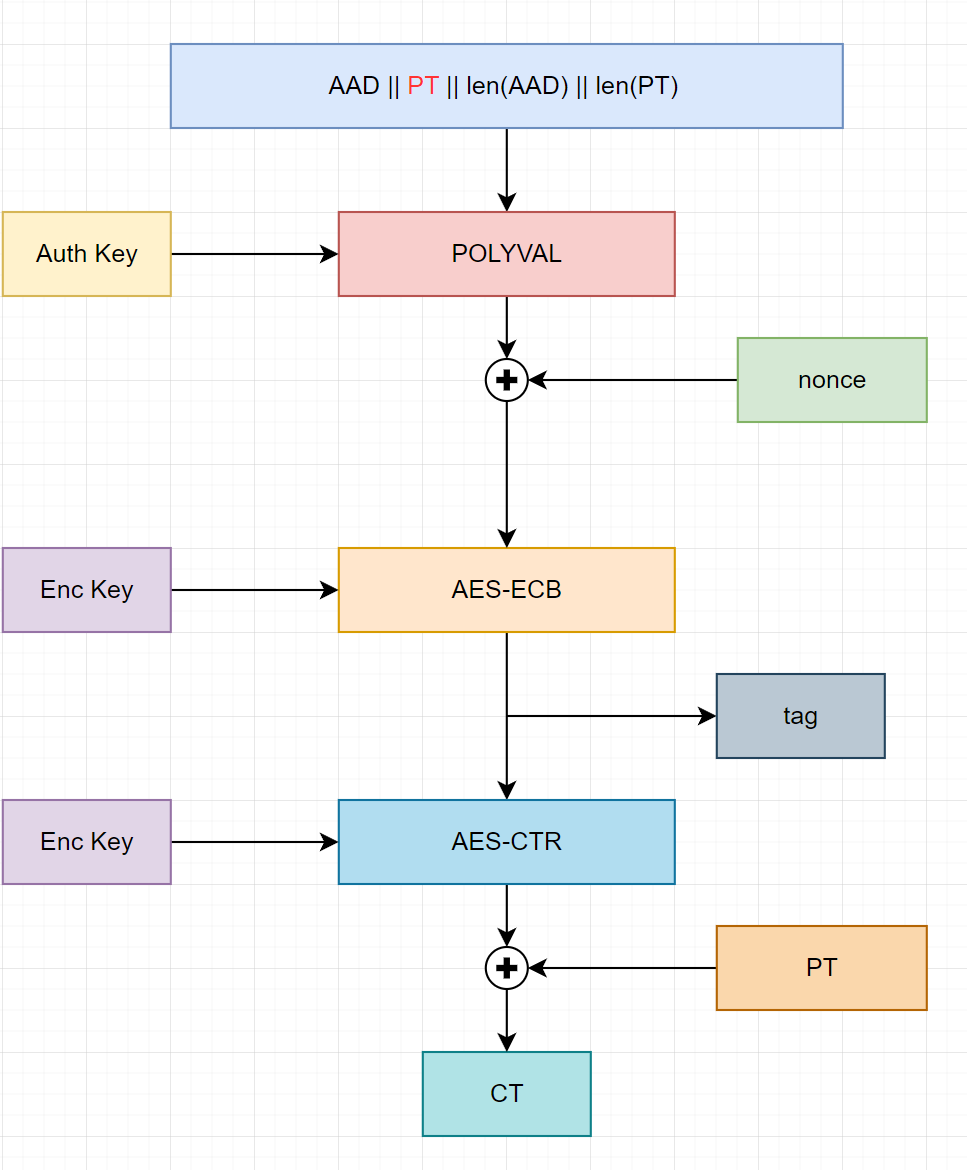 AAD || PT || len(AAD) || len(PT)
Auth Key
POLYVAL
nonce
Enc Key
AES-ECB
tag
Enc Key
AES-CTR
PT
CT